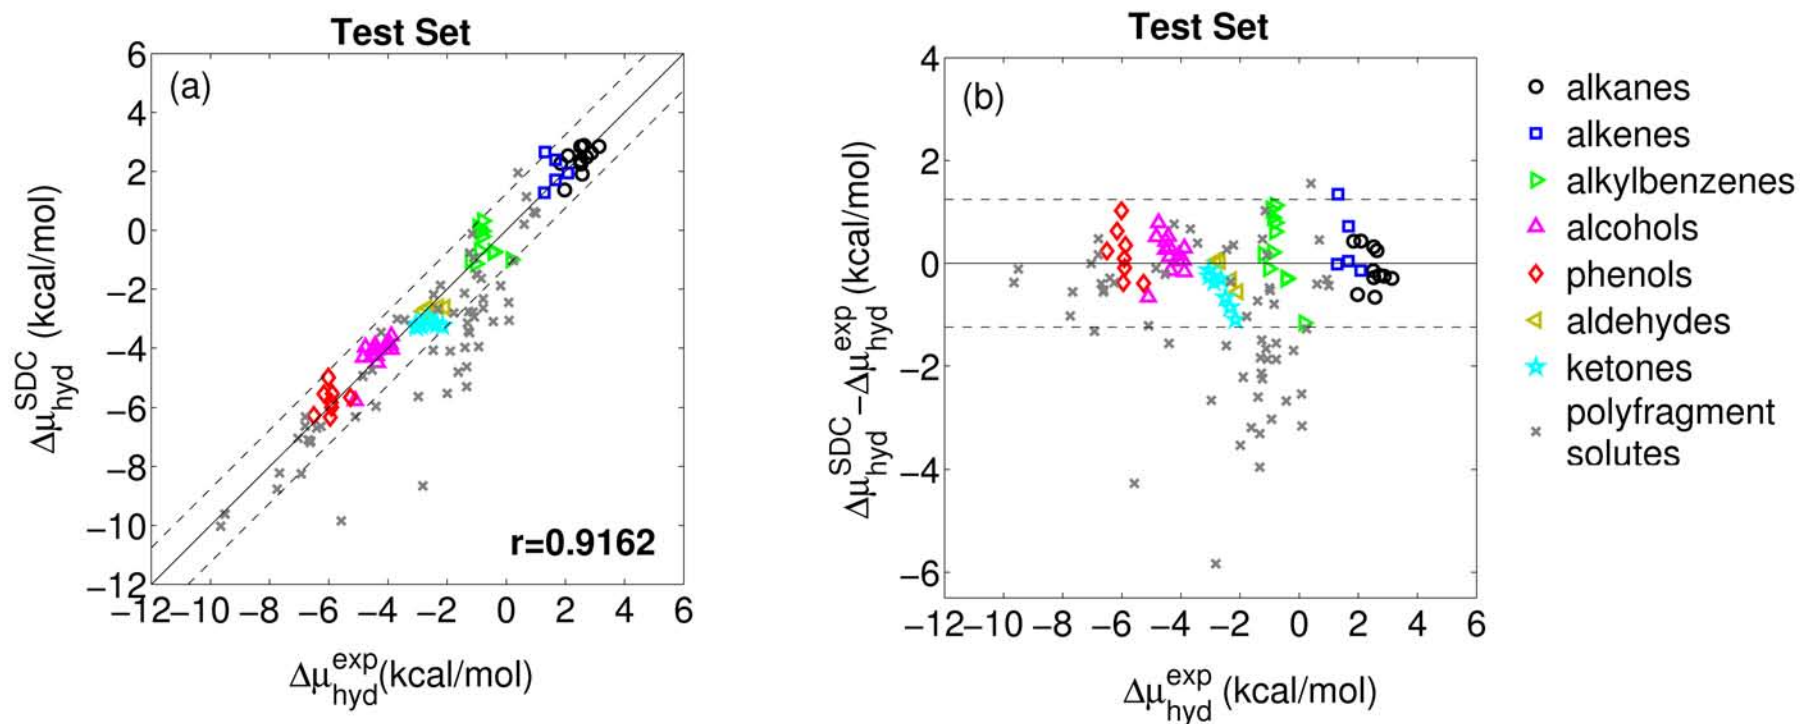 Test Set
(a)
6
4
2
0
−2
−4
−6
−8
−10
−12
−12 −10 −8 −6 −4 −2 0 2 4 6
r=0.9162
Δμ^SDC_hyd (kcal/mol)
Δμ^exp_hyd(kcal/mol)
Test Set
(b)
4
2
0
−2
−4
−6
−12 −10 −8 −6 −4 −2 0 2 4 6
Δμ^SDC_hyd −Δμ^exp_hyd (kcal/mol)
Δμ^exp_hyd (kcal/mol)
alkanes
alkenes
alkylbenzenes
alcohols
phenols
aldehydes
ketones
polyfragment
solutes